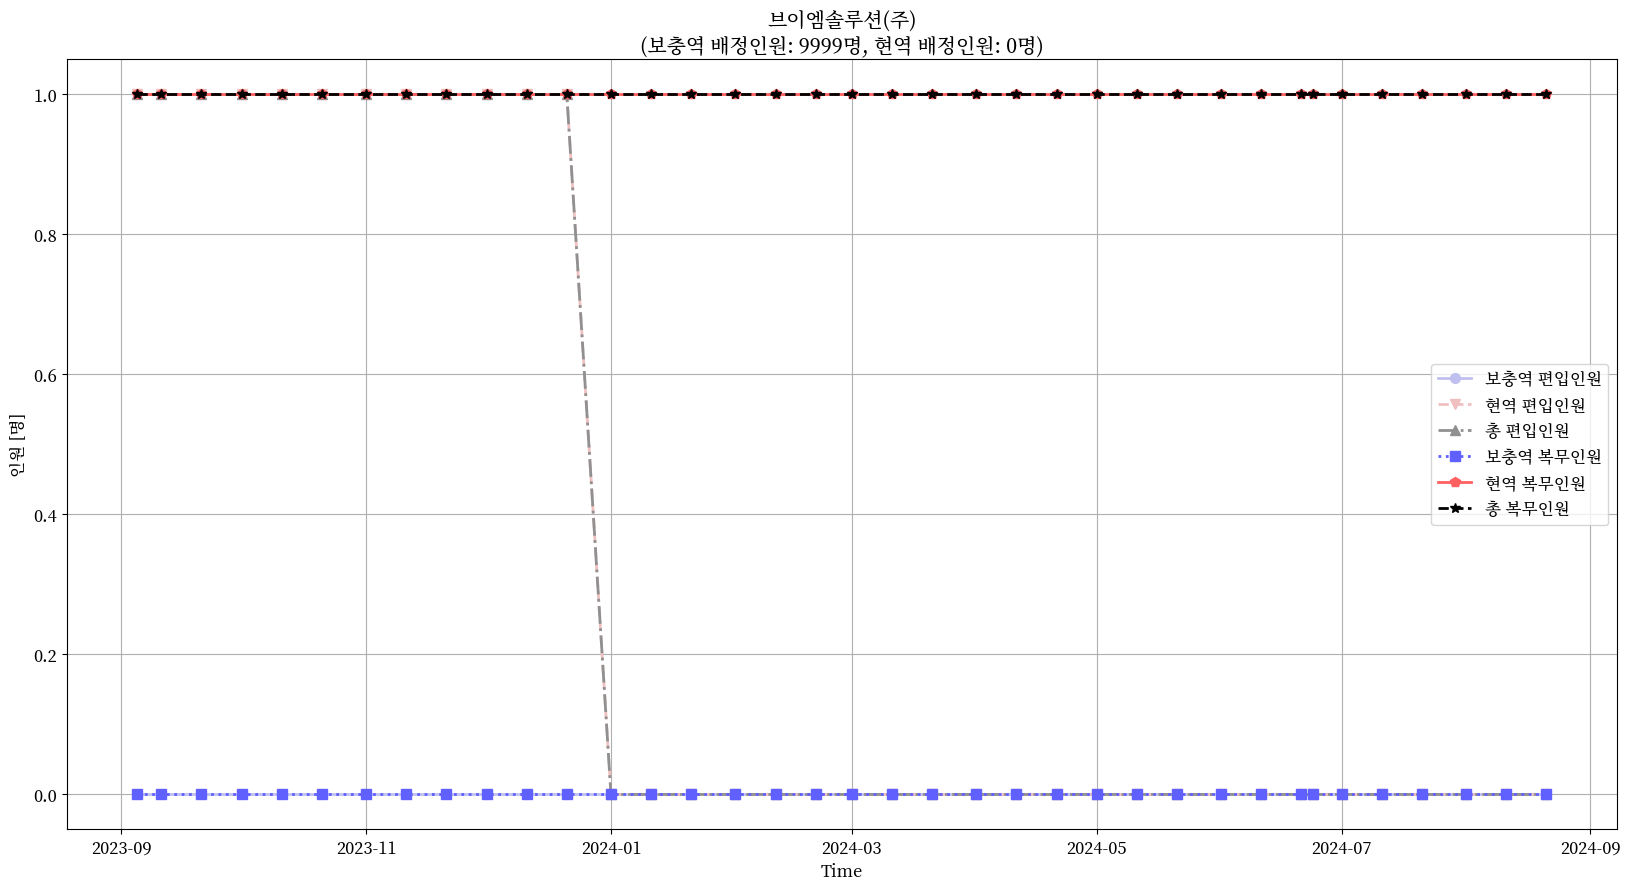 브이엠솔루션(주)
(보충역 배정인원: 9999명, 현역 배정인원: 0명)
인원 [명]
1.0
0.8
0.6
0.4
0.2
0.0
보충역 편입인원
현역 편입인원
총 편입인원
보충역 복무인원
현역 복무인원
총 복무인원
2023-09 2023-11 2024-01 2024-03 2024-05 2024-07 2024-09
Time